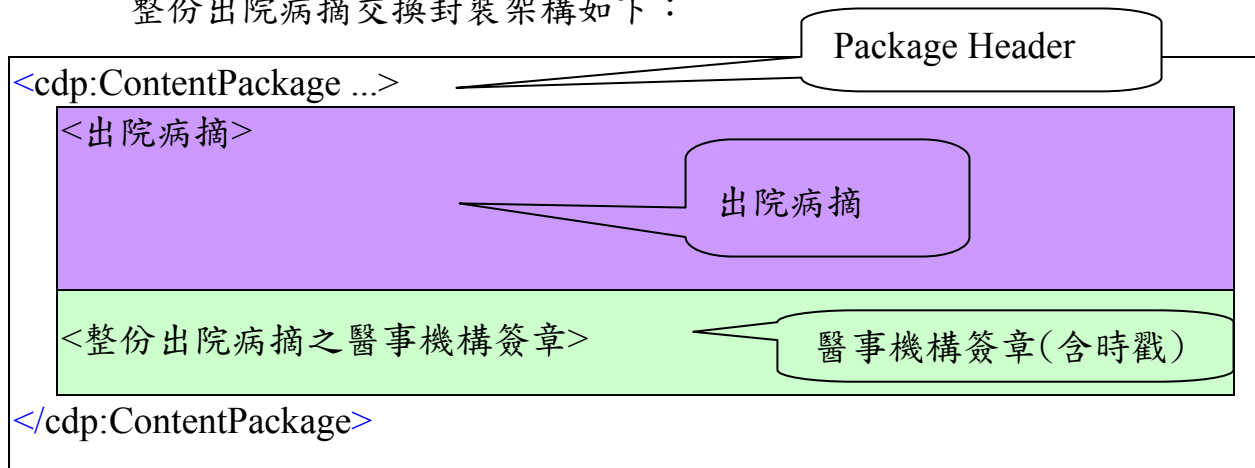 整份出院病摘交換封裝架構如下：
Package Header
<cdp:ContentPackage ...>
<出院病摘>
出院病摘
<整份出院病摘之醫事機構簽章>
醫事機構簽章(含時戳)
</cdp:ContentPackage>